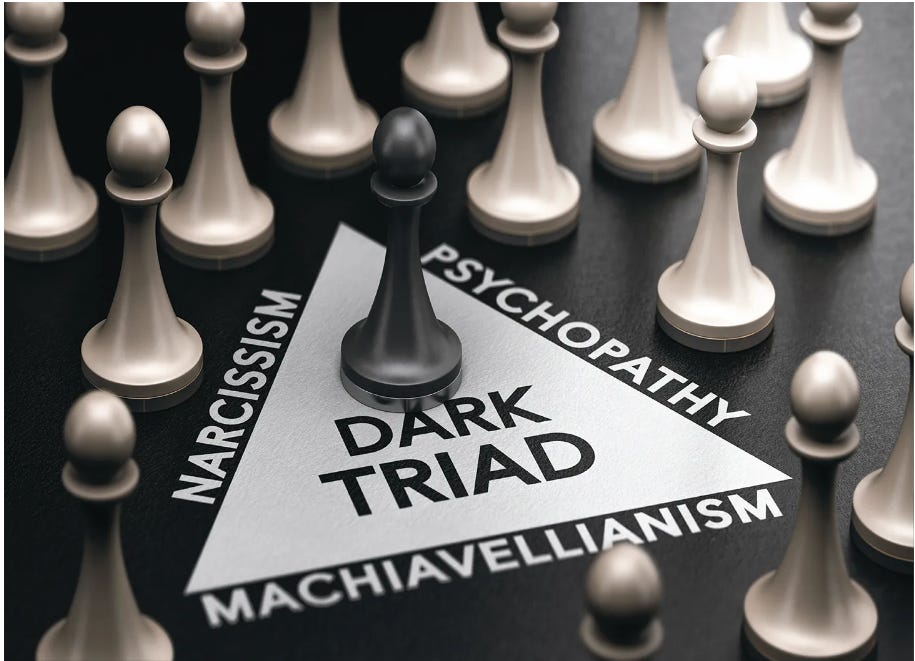 NARCISSISM
PSYCHOPATHY
DARK
TRIAD
MACHIAVELLIANISM